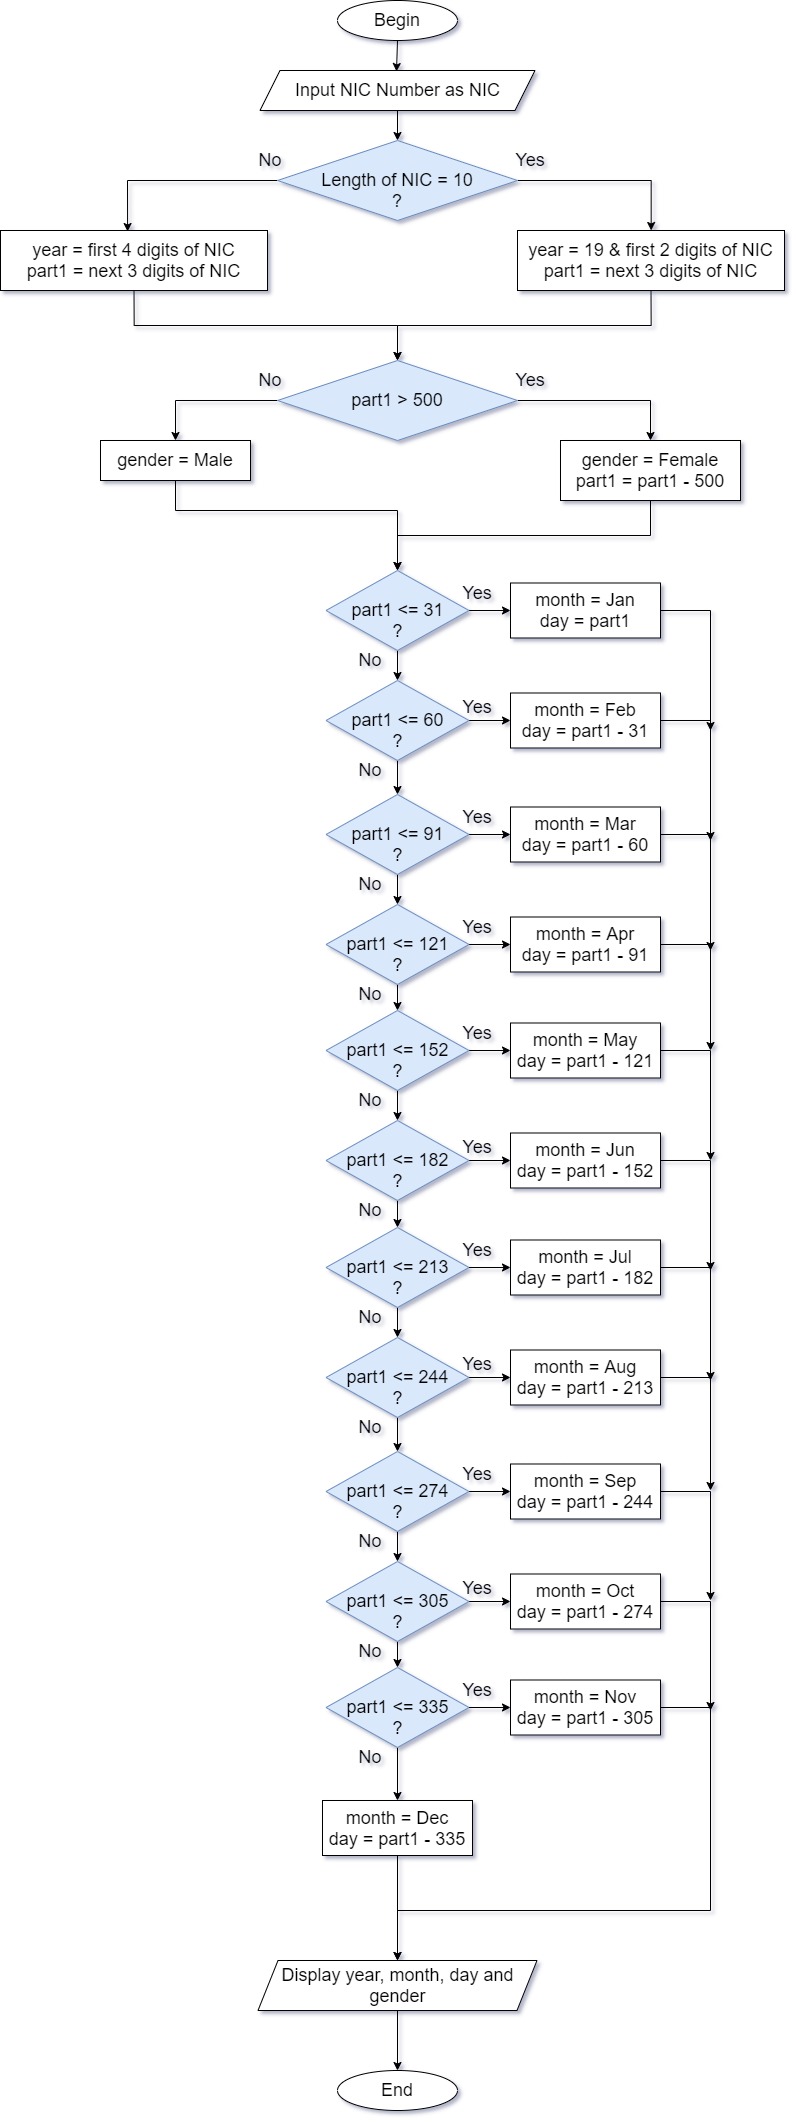 Begin
Input NIC Number as NIC
No
Yes
Length of NIC = 10
?
year = first 4 digits of NIC
part1 = next 3 digits of NIC
year = 19 & first 2 digits of NIC
part1 = next 3 digits of NIC
No
Yes
part1 > 500
gender = Male
gender = Female
part1 = part1 - 500
part1 <= 31
?
Yes
month = Jan
day = part1
No
part1 <= 60
?
Yes
month = Feb
day = part1 - 31
No
part1 <= 91
?
Yes
month = Mar
day = part1 - 60
No
part1 <= 121
?
Yes
month = Apr
day = part1 - 91
No
part1 <= 152
?
Yes
month = May
day = part1 - 121
No
part1 <= 182
?
Yes
month = Jun
day = part1 - 152
No
part1 <= 213
?
Yes
month = Jul
day = part1 - 182
No
part1 <= 244
?
Yes
month = Aug
day = part1 - 213
No
part1 <= 274
?
Yes
month = Sep
day = part1 - 244
No
part1 <= 305
?
Yes
month = Oct
day = part1 - 274
No
part1 <= 335
?
Yes
month = Nov
day = part1 - 305
No
month = Dec
day = part1 - 335
Display year, month, day and
gender
End